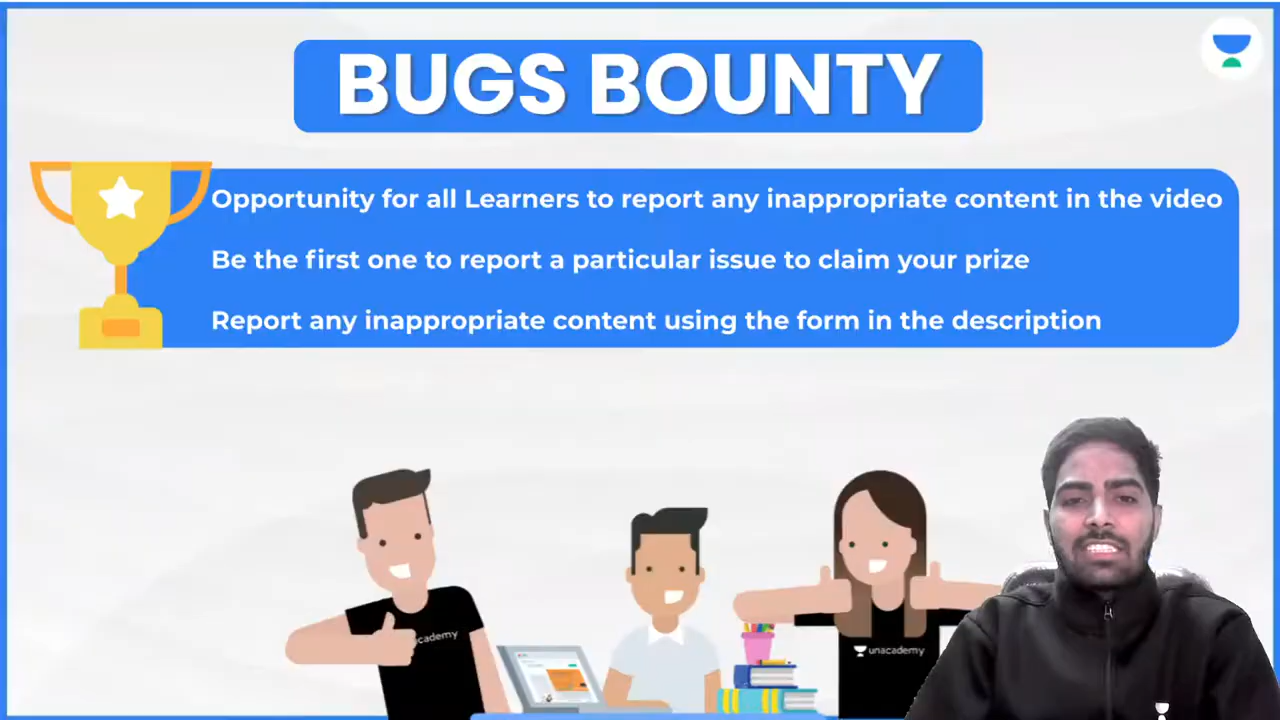 BUGS BOUNTY
Opportunity for all Learners to report any inappropriate content in the video
Be the first one to report a particular issue to claim your prize
Report any inappropriate content using the form in the description
unacademy